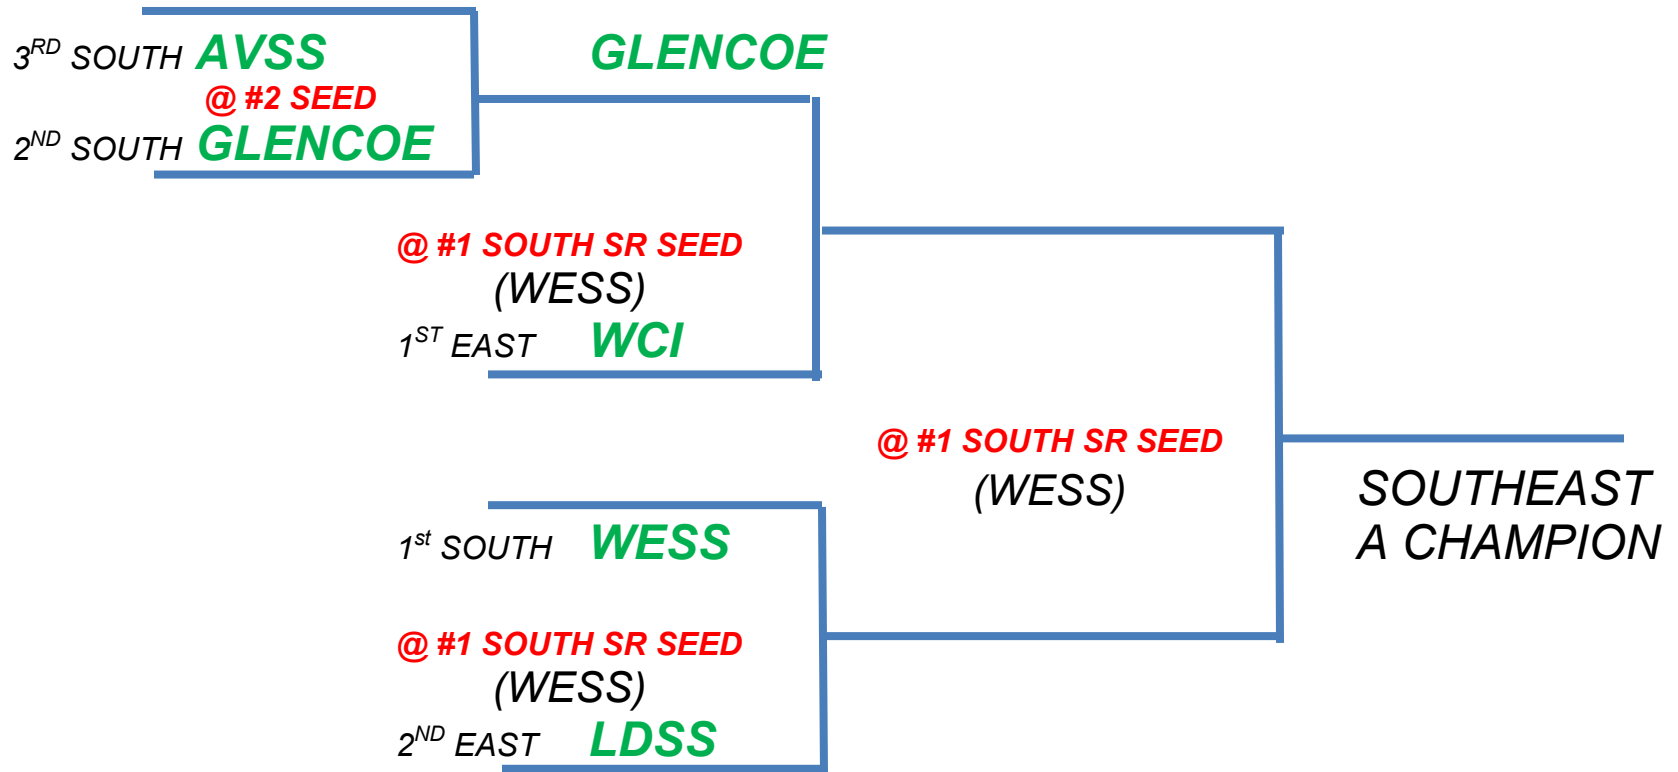 3RD SOUTH AVSS
GLENCOE
@ #2 SEED
2ND SOUTH GLENCOE
@ #1 SOUTH SR SEED
(WESS)
1ST EAST WCI
@ #1 SOUTH SR SEED
(WESS)
SOUTHEAST
A CHAMPION
1st SOUTH WESS
@ #1 SOUTH SR SEED
(WESS)
2ND EAST LDSS